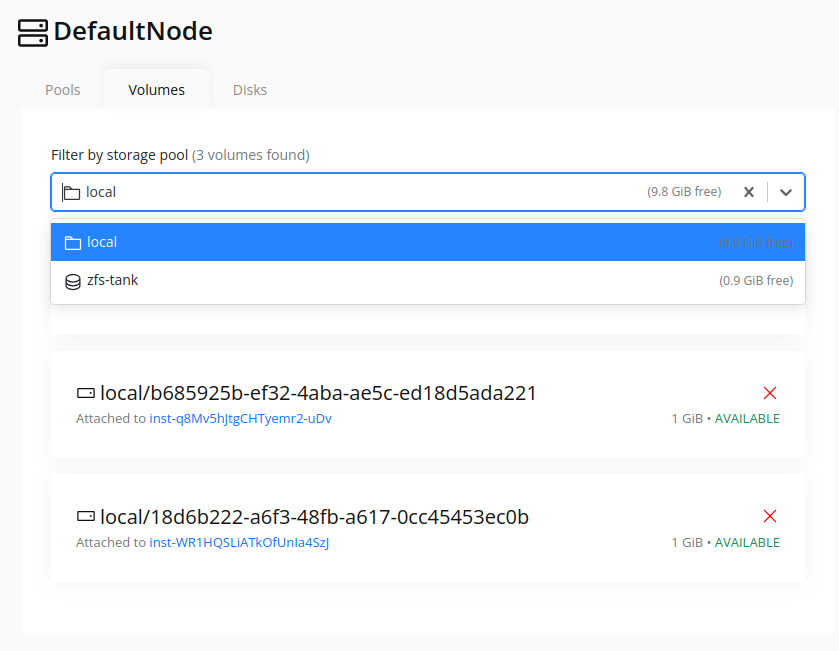 DefaultNode
Pools Volumes Disks
Filter by storage pool (3 volumes found)
local (9.8 GiB free)
local (9.8 GiB free)
zfs-tank (0.9 GiB free)
local/b685925b-ef32-4aba-ae5c-ed18d5ada221
Attached to inst-q8Mv5hJtgCHTyemr2-uDv 1 GiB • AVAILABLE
local/18d6b222-a6f3-48fb-a617-0cc45453ec0b
Attached to inst-WR1HQSLiATkOfUnIa4SzJ 1 GiB • AVAILABLE